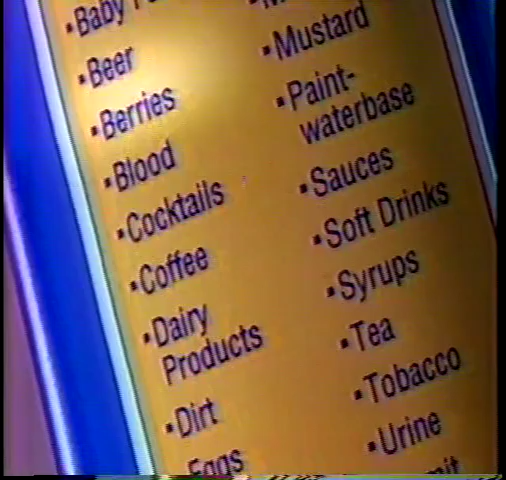 •Baby
•Beer
•Berries
•Blood
•Cocktails
•Coffee
•Dairy
Products
•Dirt
Eggs
•Mustard
•Paint-
waterbase
•Sauces
•Soft Drinks
•Syrups
•Tea
•Tobacco
•Urine